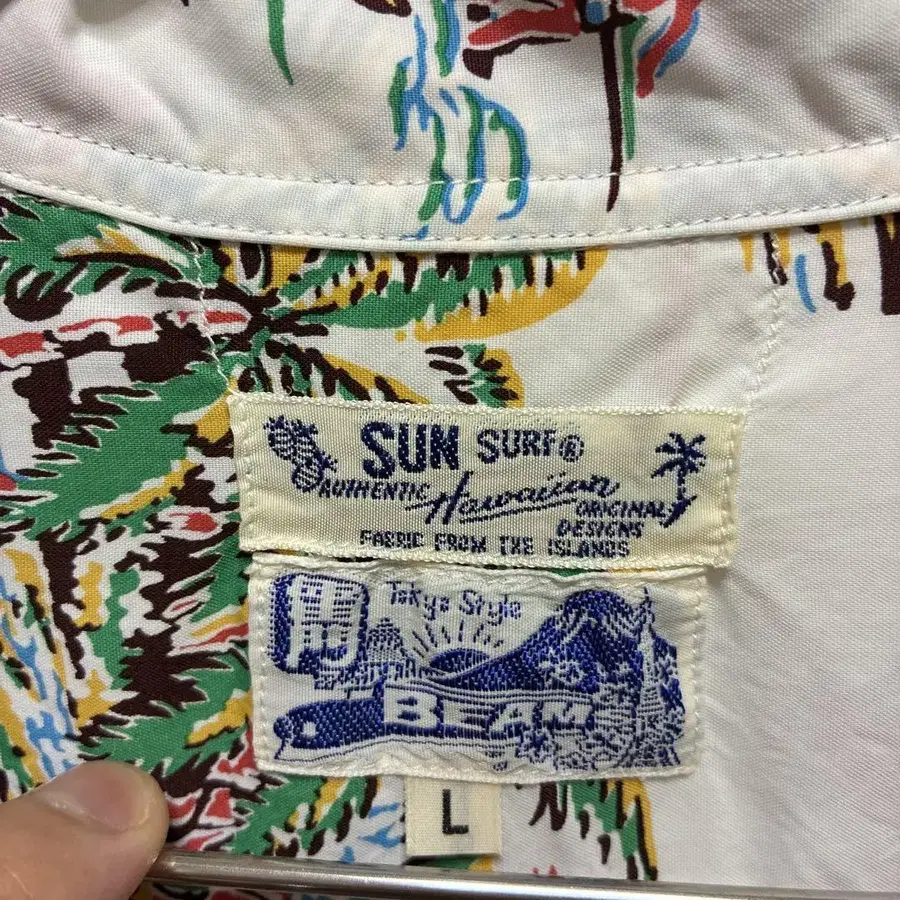 SUN SURF®
AUTHENTIC Hawaiian ORIGINAL DESIGNS
FABRIC FROM THE ISLANDS
Tokyo Style
BEAMS
L